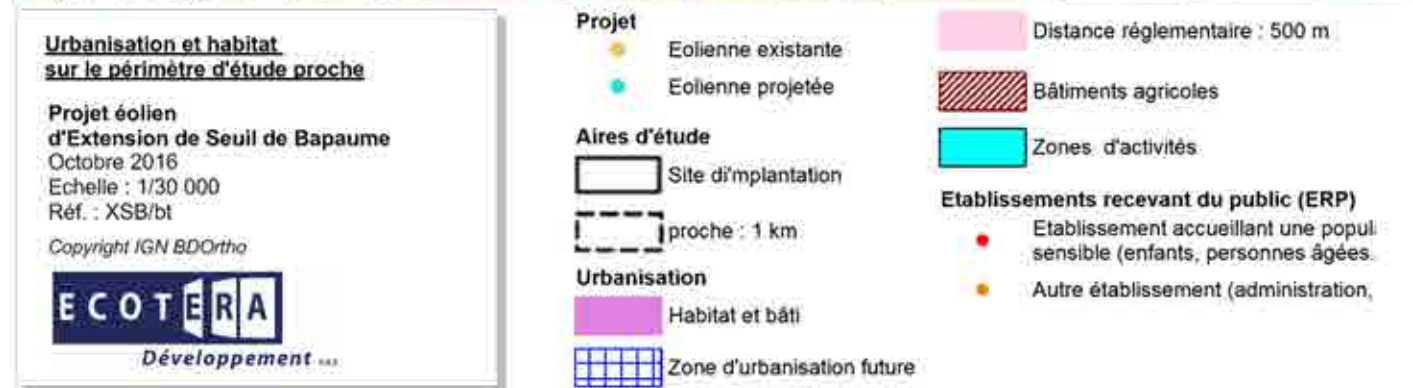 Urbanisation et habitat
sur le périmètre d'étude proche
Projet éolien
d'Extension de Seuil de Bapaume
Octobre 2016
Echelle : 1/30 000
Réf. : XSB/bt
Copyright IGN BDOrtho
ECOTERA
Développement
Projet
Eolienne existante
Eolienne projetée
Aires d'étude
Site di'mplantation
proche : 1 km
Urbanisation
Habitat et bâti
Zone d'urbanisation future
Distance réglementaire : 500 m
Bâtiments agricoles
Zones d'activités
Etablissements recevant du public (ERP)
Etablissement accueillant une popul
sensible (enfants, personnes âgées
Autre établissement (administration,